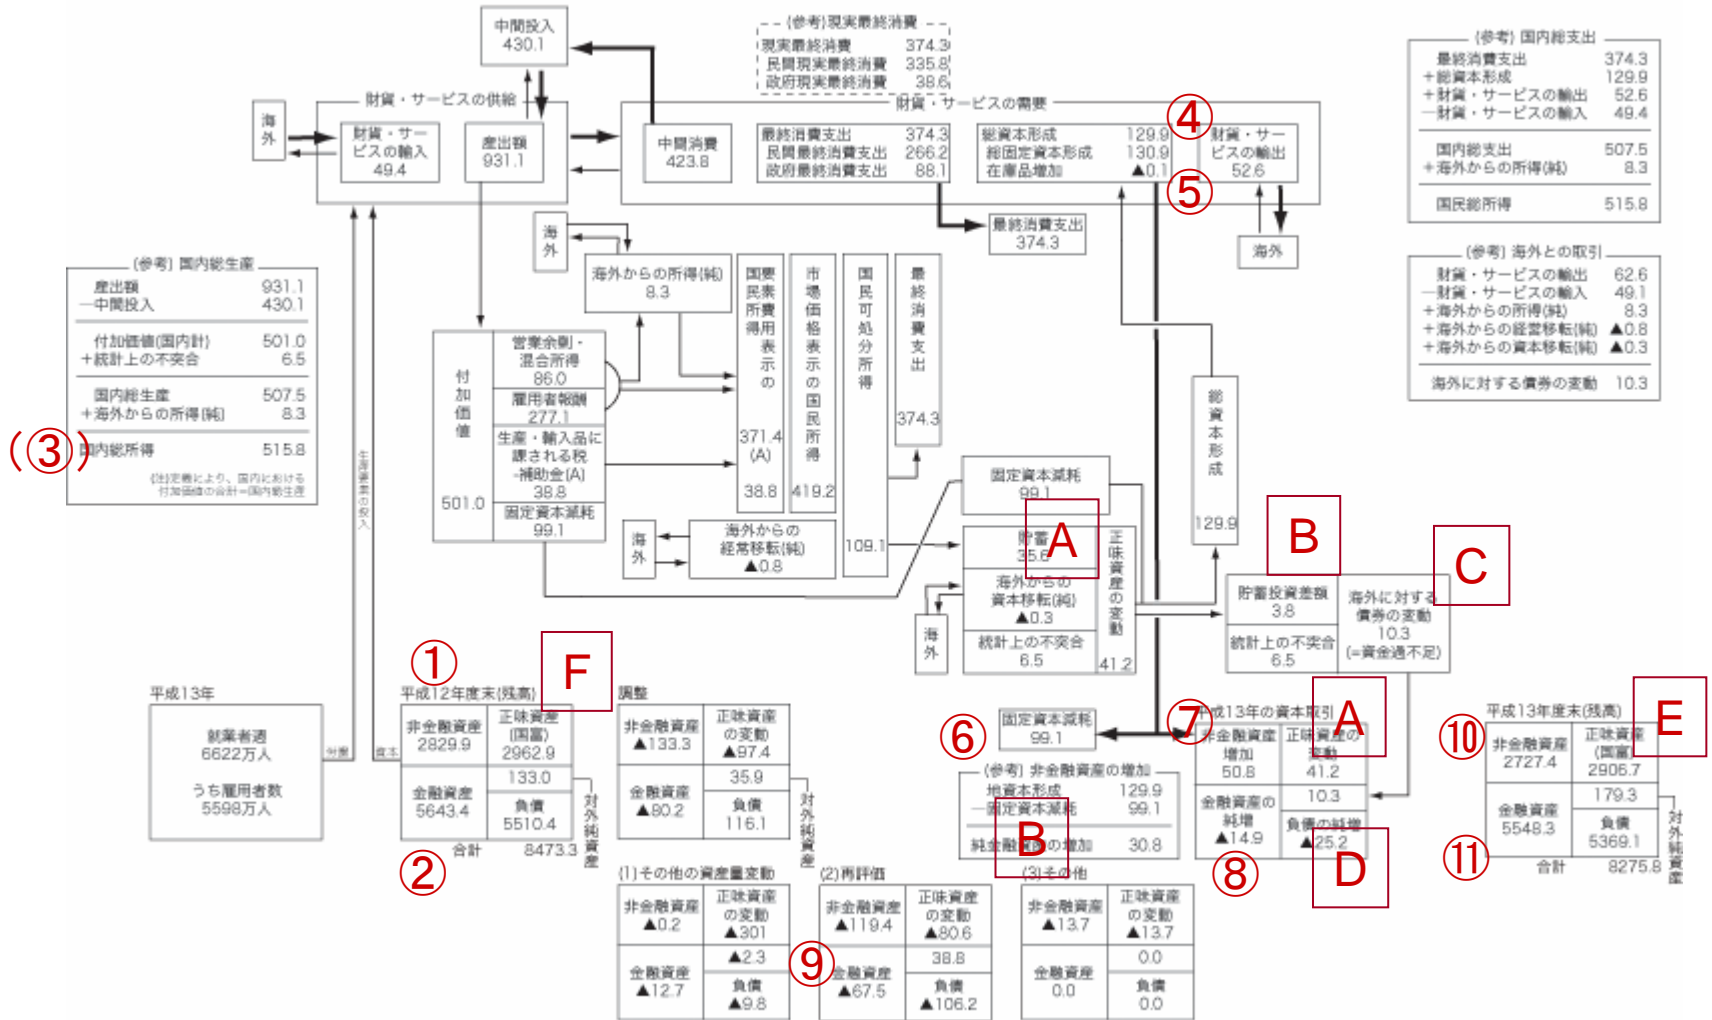 中間投入
430.1
(参考)現実最終消費
現実最終消費 374.3
民間現実最終消費 335.8
政府現実最終消費 38.6
(参考) 国内総支出
最終消費支出 374.3
+総資本形成 129.9
+財貨・サービスの輸出 52.6
―財貨・サービスの輸入 49.4
国内総支出 507.5
+海外からの所得(純) 8.3
国民総所得 515.8
財貨・サービスの供給
海外
財貨・サー
ビスの輸入
49.4
産出額
931.1
財貨・サービスの需要
中間消費
423.8
最終消費支出 374.3
民間最終消費支出 266.2
政府最終消費支出 88.1
総資本形成 129.9
総固定資本形成 130.9
在庫品増加 ▲0.1
④
⑤
財貨・サー
ビスの輸出
52.6
海外
最終消費支出
374.3
海外
(参考) 海外との取引
財貨・サービスの輸出 62.6
―財貨・サービスの輸入 49.1
+海外からの所得(純) 8.3
+海外からの経営移転(純) ▲0.8
+海外からの資本移転(純) ▲0.3
海外に対する債券の変動 10.3
(参考) 国内総生産
産出額 931.1
―中間投入 430.1
付加価値(国内計) 501.0
+統計上の不突合 6.5
国内総生産 507.5
+海外からの所得(純) 8.3
(③)
国内総所得 515.8
(注)定義により、国内における
付加価値の合計=国内総生産
海外からの所得(純)
8.3
付加価値
501.0
営業余剰・
混合所得
86.0
雇用者報酬
277.1
生産・輸入品に
課される税
-補助金(A)
38.8
固定資本減耗
99.1
要素費用表示の
国民所得
371.4
(A)
38.8
市場価格表示の国民所得
419.2
国民可処分所得
109.1
最終消費支出
374.3
海外
海外からの
経常移転(純)
▲0.8
固定資本減耗
99.1
貯蓄
35.6
A
海外からの
資本移転(純)
▲0.3
統計上の不突合
6.5
正味資産の変動
41.2
海外
総資本形成
129.9
B
C
貯蓄投資差額
3.8
統計上の不突合
6.5
海外に対する
債券の変動
10.3
(=資金過不足)
平成13年
就業者週
6622万人
うち雇用者数
5598万人
労働
資本
①
F
平成12年度末(残高)
非金融資産
2829.9
正味資産
(国富)
2962.9
133.0
金融資産
5643.4
負債
5510.4
対外純資産
合計 8473.3
②
調整
非金融資産
▲133.3
正味資産
の変動
▲97.4
35.9
金融資産
▲80.2
負債
116.1
対外純資産
⑥
固定資本減耗
99.1
(参考) 非金融資産の増加
地資本形成 129.9
―固定資本減耗 99.1
純金融資産の増加 30.8
B
⑦
平成13年の資本取引
A
非金融資産
増加
50.8
正味資産の
変動
41.2
10.3
金融資産の
純増
▲14.9
負債の純増
▲25.2
⑧
D
⑩
平成13年度末(残高)
E
非金融資産
2727.4
正味資産
(国富)
2906.7
179.3
金融資産
5548.3
負債
5369.1
対外純資産
⑪
合計 8275.8
(1)その他の資産量変動
非金融資産
▲0.2
正味資産
の変動
▲301
▲2.3
金融資産
▲12.7
負債
▲9.8
(2)再評価
非金融資産
▲119.4
正味資産
の変動
▲80.6
38.8
⑨
金融資産
▲67.5
負債
▲106.2
(3)その他
非金融資産
▲13.7
正味資産
の変動
▲13.7
0.0
金融資産
0.0
負債
0.0